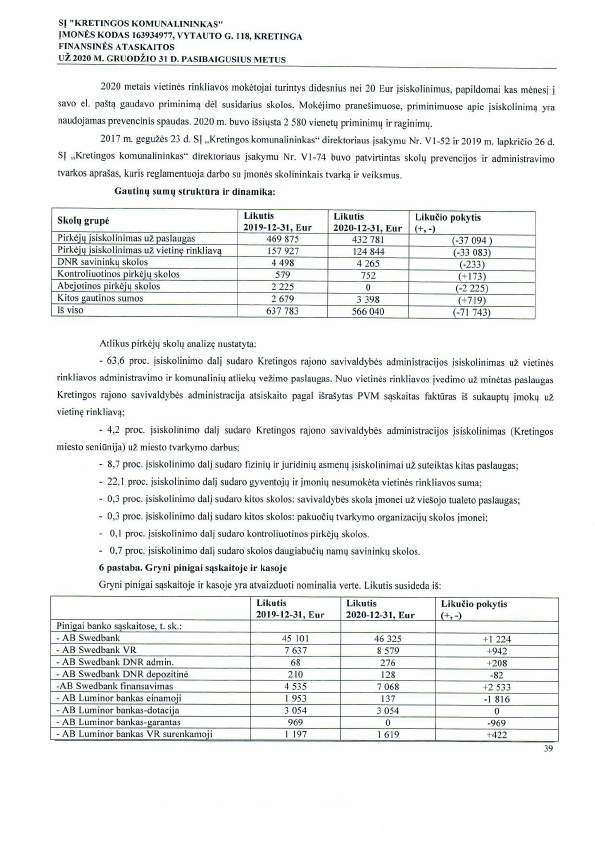 SĮ "KRETINGOS KOMUNALININKAS"
ĮMONĖS KODAS 163934977, VYTAUTO G. 118, KRETINGA
FINANSINĖS ATASKAITOS
UŽ 2020 M. GRUODŽIO 31 D. PASIBAIGUSIUS METUS
2020 metais vietinės rinkliavos mokėtojai turintys didesnius nei 20 Eur įsiskolinimus, papildomai kas mėnesį į
savo el. paštą gaudavo priminimą dėl susidarius skolos. Mokėjimo pranešimuose, priminimuose apie įsiskolinimą yra
naudojamas prevencinis spaudas. 2020 m. buvo išsiųsta 2 580 vienetų priminimų ir raginimų.
2017 m. gegužės 23 d. SĮ „Kretingos komunalininkas“ direktoriaus įsakymu Nr. V1-52 ir 2019 m. lapkričio 26 d.
SĮ „Kretingos komunalininkas“ direktoriaus įsakymu Nr. V1-74 buvo patvirtintas skolų prevencijos ir administravimo
tvarkos aprašas, kuris reglamentuoja darbo su įmonės skolininkais tvarką ir veiksmus.
Gautinų sumų struktūra ir dinamika:
Skolų grupė | Likutis 2019-12-31, Eur | Likutis 2020-12-31, Eur | Likučio pokytis (+, -)
Pirkėjų įsiskolinimas už paslaugas | 469 875 | 432 781 | (-37 094 )
Pirkėjų įsiskolinimas už vietinę rinkliavą | 157 927 | 124 844 | (-33 083)
DNR savininkų skolos | 4 498 | 4 265 | (-233)
Kontroliuotinos pirkėjų skolos | 579 | 752 | (+173)
Abejotinos pirkėjų skolos | 2 225 | 0 | (-2 225)
Kitos gautinos sumos | 2 679 | 3 398 | (+719)
Iš viso | 637 783 | 566 040 | (-71 743)
Atlikus pirkėjų skolų analizę nustatyta:
- 63,6 proc. įsiskolinimo dalį sudaro Kretingos rajono savivaldybės administracijos įsiskolinimas už vietinės
rinkliavos administravimo ir komunalinių atliekų vežimo paslaugas. Nuo vietinės rinkliavos įvedimo už minėtas paslaugas
Kretingos rajono savivaldybės administracija atsiskaito pagal išrašytas PVM sąskaitas faktūras iš sukauptų įmokų už
vietinę rinkliavą;
- 4,2 proc. įsiskolinimo dalį sudaro Kretingos rajono savivaldybės administracijos įsiskolinimas (Kretingos
miesto seniūnija) už miesto tvarkymo darbus;
- 8,7 proc. įsiskolinimo dalį sudaro fizinių ir juridinių asmenų įsiskolinimai už suteiktas kitas paslaugas;
- 22,1 proc. įsiskolinimo dalį sudaro gyventojų ir įmonių nesumokėta vietinės rinkliavos suma;
- 0,3 proc. įsiskolinimo dalį sudaro kitos skolos: savivaldybės skola įmonei už viešojo tualeto paslaugas;
- 0,3 proc. įsiskolinimo dalį sudaro kitos skolos: pakuočių tvarkymo organizacijų skolos įmonei;
- 0,1 proc. įsiskolinimo dalį sudaro kontroliuotinos pirkėjų skolos.
- 0,7 proc. įsiskolinimo dalį sudaro skolos daugiabučių namų savininkų skolos.
6 pastaba. Gryni pinigai sąskaitoje ir kasoje
Gryni pinigai sąskaitoje ir kasoje yra atvaizduoti nominalia verte. Likutis susideda iš:
Likutis 2019-12-31, Eur | Likutis 2020-12-31, Eur | Likučio pokytis (+, -)
Pinigai banko sąskaitose, t. sk.:
- AB Swedbank | 45 101 | 46 325 | +1 224
- AB Swedbank VR | 7 637 | 8 579 | +942
- AB Swedbank DNR admin. | 68 | 276 | +208
- AB Swedbank DNR depozitinė | 210 | 128 | -82
-AB Swedbank finansavimas | 4 535 | 7 068 | +2 533
- AB Luminor bankas einamoji | 1 953 | 137 | -1 816
- AB Luminor bankas-dotacija | 3 054 | 3 054 | 0
- AB Luminor bankas-garantas | 969 | 0 | -969
- AB Luminor bankas VR surenkamoji | 1 197 | 1 619 | +422
39